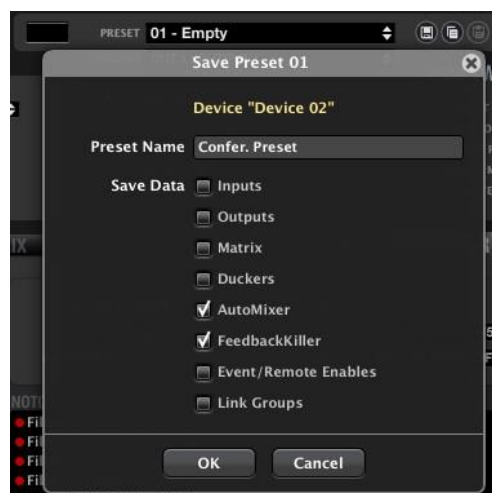 PRESET 01 - Empty
Save Preset 01
Device "Device 02"
Preset Name Confer. Preset
Save Data Inputs
Outputs
Matrix
Duckers
AutoMixer
FeedbackKiller
Event/Remote Enables
Link Groups
OK Cancel